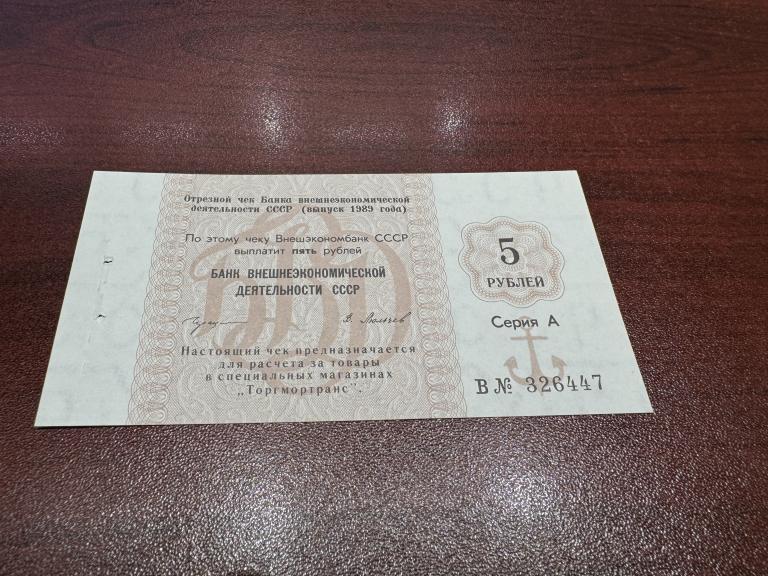 Отрезной чек Банка внешнеэкономической
деятельности СССР (выпуск 1989 года)
По этому чеку Внешэкономбанк СССР
выплатит пять рублей
БАНК ВНЕШНЕЭКОНОМИЧЕСКОЙ
ДЕЯТЕЛЬНОСТИ СССР
Настоящий чек предназначается
для расчета за товары
в специальных магазинах
„Торгмортранс".
5
РУБЛЕЙ
Серия А
В № 326447